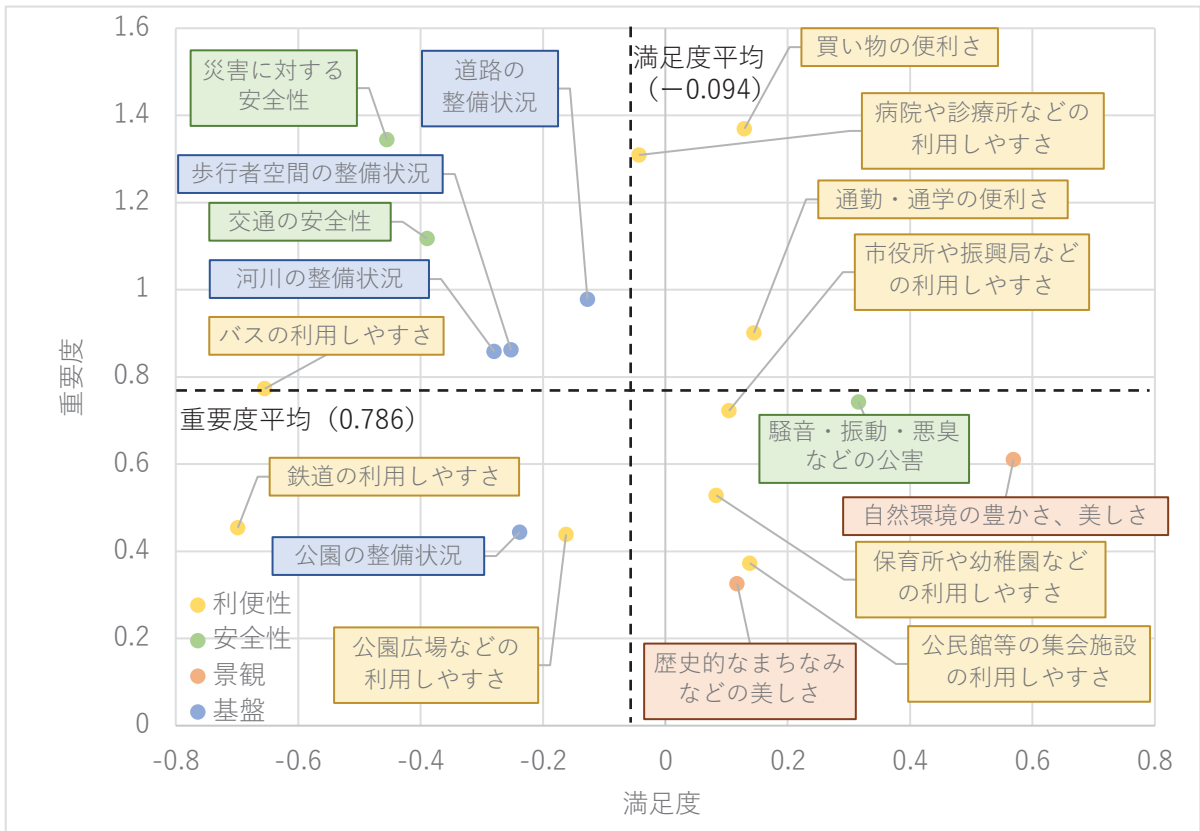 1.6
1.4
1.2
1
0.8
0.6
0.4
0.2
0
重要度
-0.8
-0.6
-0.4
-0.2
0
0.2
0.4
0.6
0.8
満足度
満足度平均
（－0.094）
重要度平均（0.786）
災害に対する
安全性
道路の
整備状況
歩行者空間の整備状況
交通の安全性
河川の整備状況
バスの利用しやすさ
鉄道の利用しやすさ
公園の整備状況
公園広場などの
利用しやすさ
買い物の便利さ
病院や診療所などの
利用しやすさ
通勤・通学の便利さ
市役所や振興局など
の利用しやすさ
騒音・振動・悪臭
などの公害
自然環境の豊かさ、美しさ
保育所や幼稚園など
の利用しやすさ
公民館等の集会施設
の利用しやすさ
歴史的なまちなみ
などの美しさ
利便性
安全性
景観
基盤